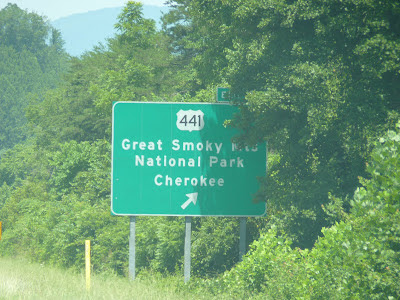 441
Great Smoky Mts
National Park
Cherokee